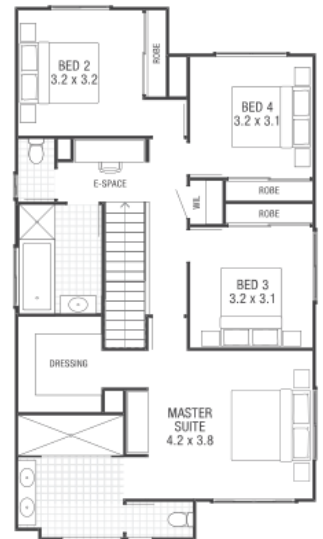 BED 2
3.2 x 3.2
ROBE
BED 4
3.2 x 3.1
E-SPACE
W/L
ROBE
ROBE
BED 3
3.2 x 3.1
DRESSING
MASTER
SUITE
4.2 x 3.8